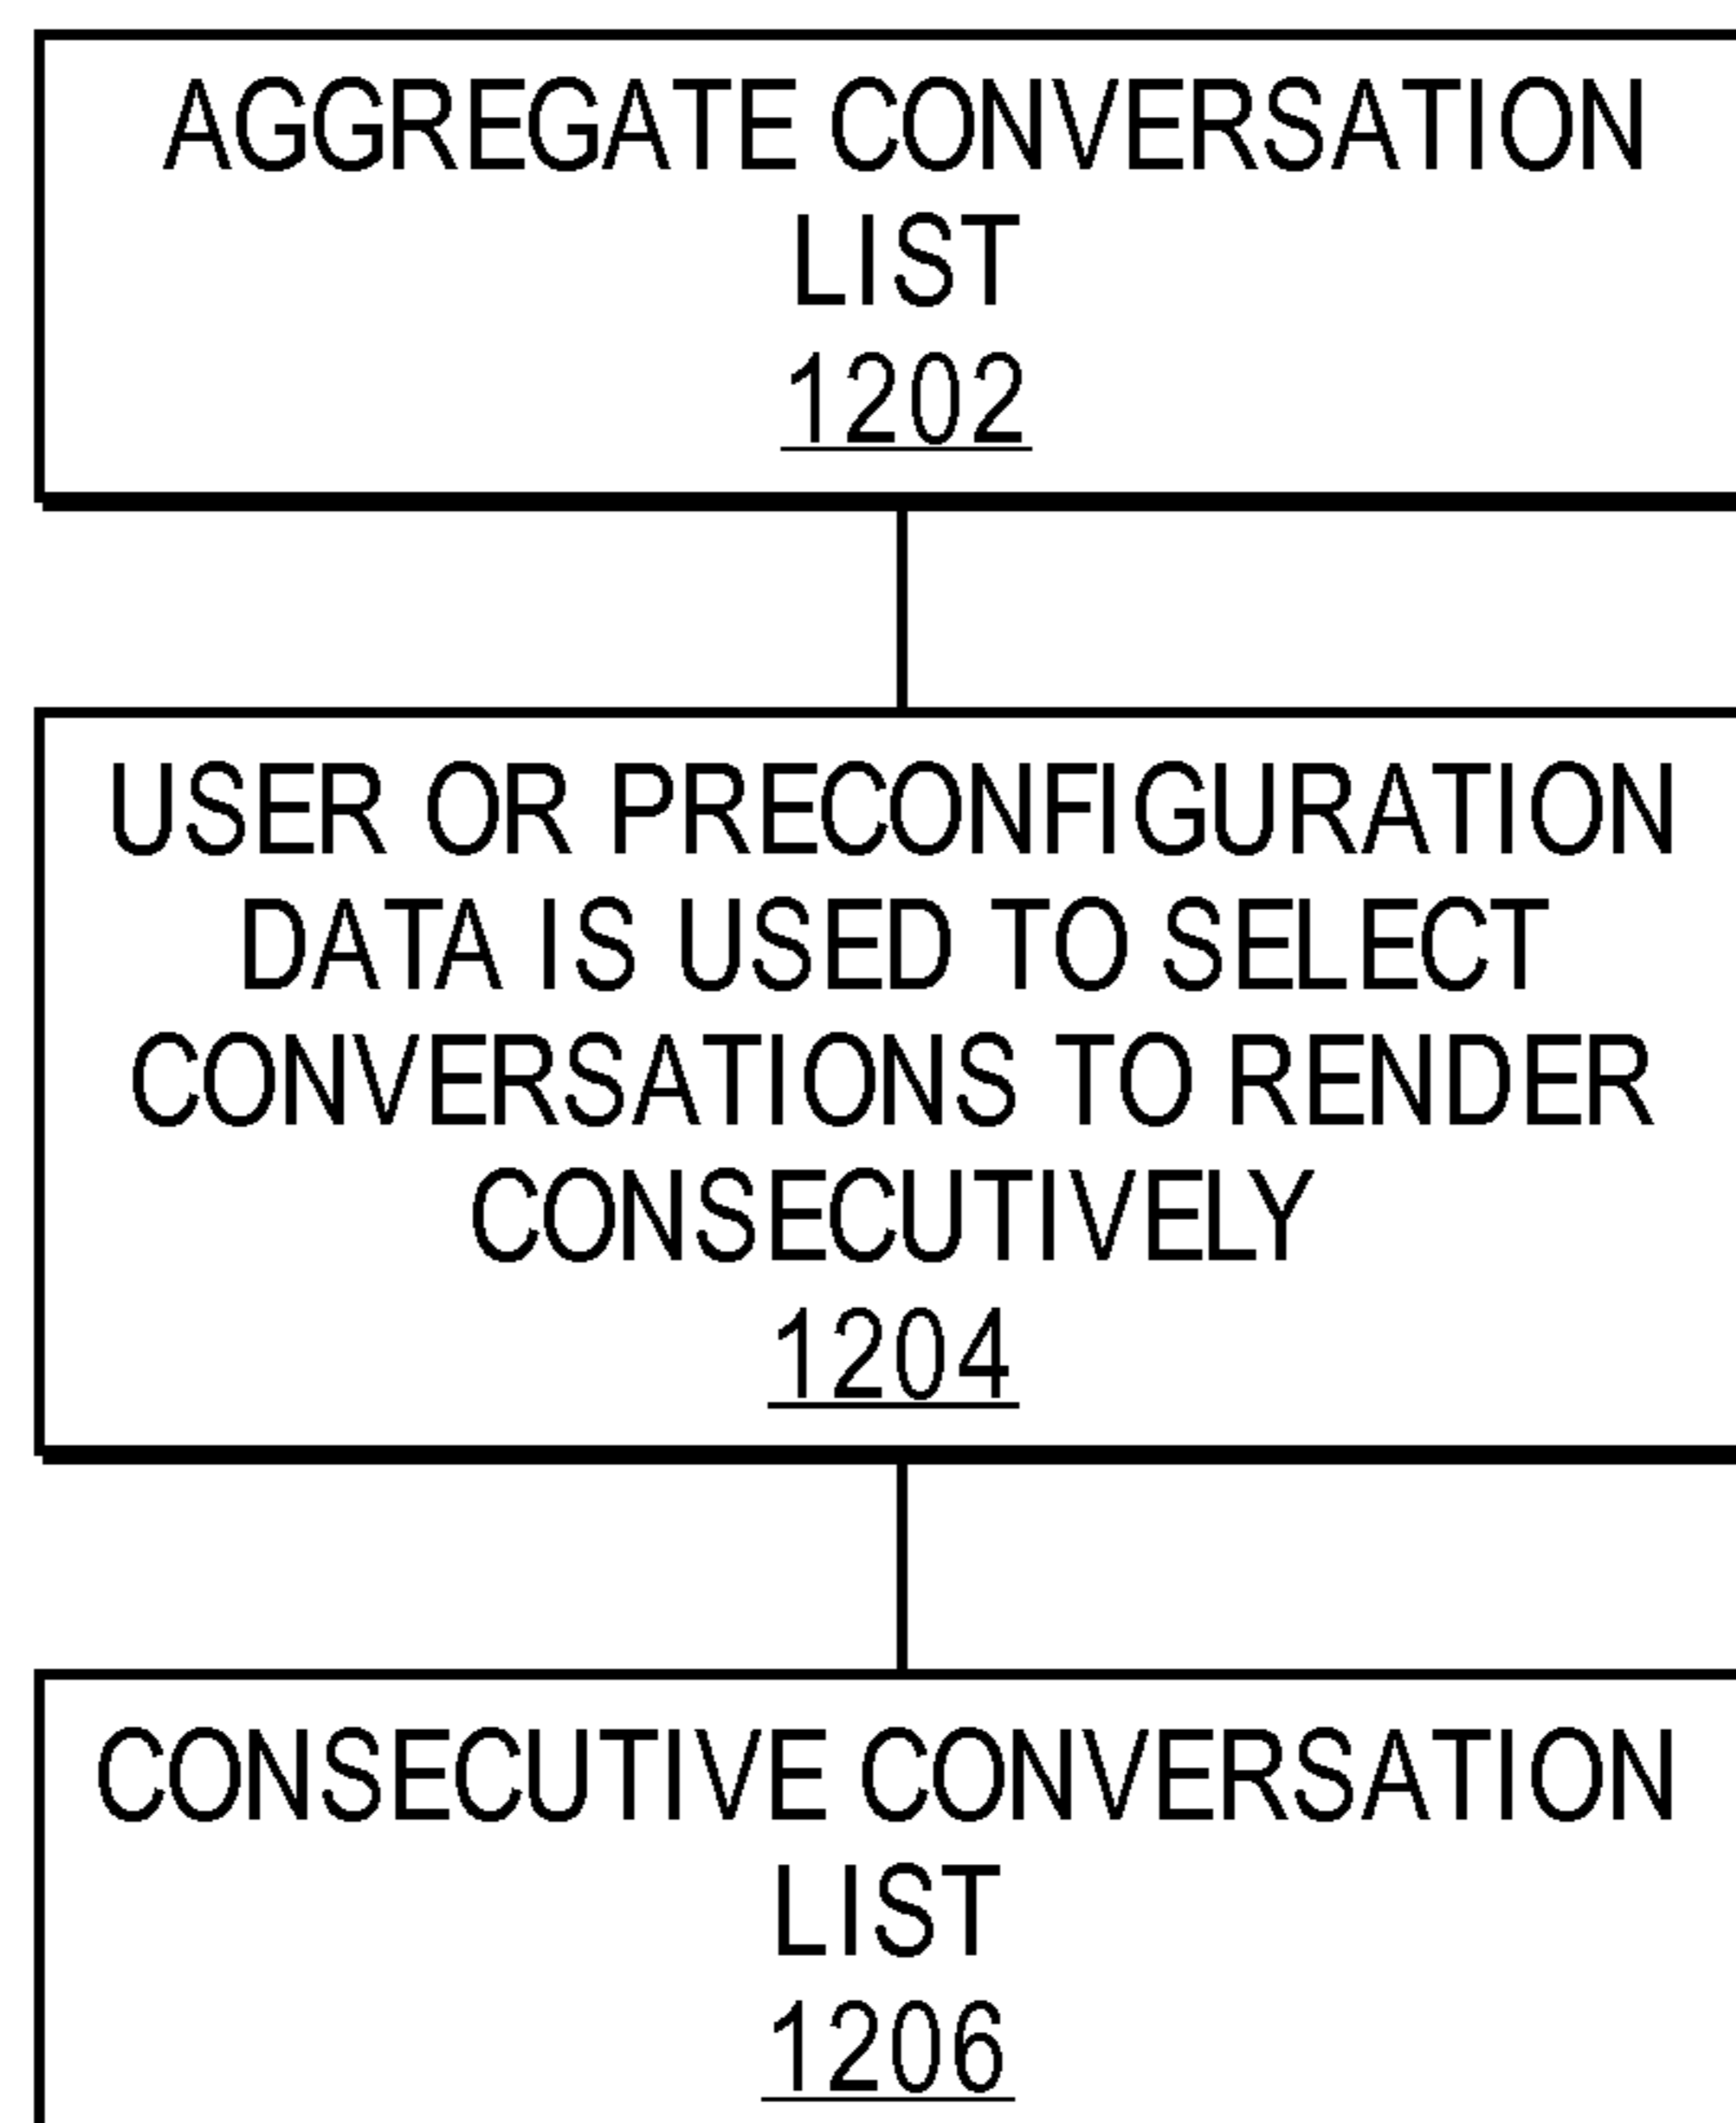 AGGREGATE CONVERSATION
LIST
1202
USER OR PRECONFIGURATION
DATA IS USED TO SELECT
CONVERSATIONS TO RENDER
CONSECUTIVELY
1204
CONSECUTIVE CONVERSATION
LIST
1206